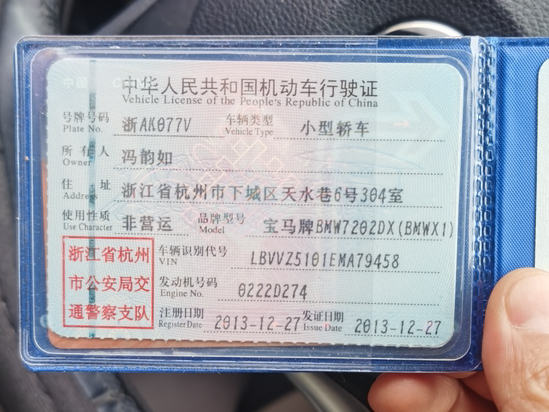 中华人民共和国机动车行驶证
Vehicle License of the People's Republic of China
号牌号码 浙AK077V 车辆类型 小型轿车
Plate No. Vehicle Type
所有人 冯韵如
Owner
住址 浙江省杭州市下城区天水巷6号304室
Address
使用性质 非营运 品牌型号 宝马牌BMW7202DX(BMWX1)
Use Character Model
浙江省杭州
市公安局交
通警察支队
车辆识别代号 LBVVZ5101EMA79458
VIN
发动机号码 0222D274
Engine No.
注册日期 2013-12-27 发证日期 2013-12-27
Register Date Issue Date